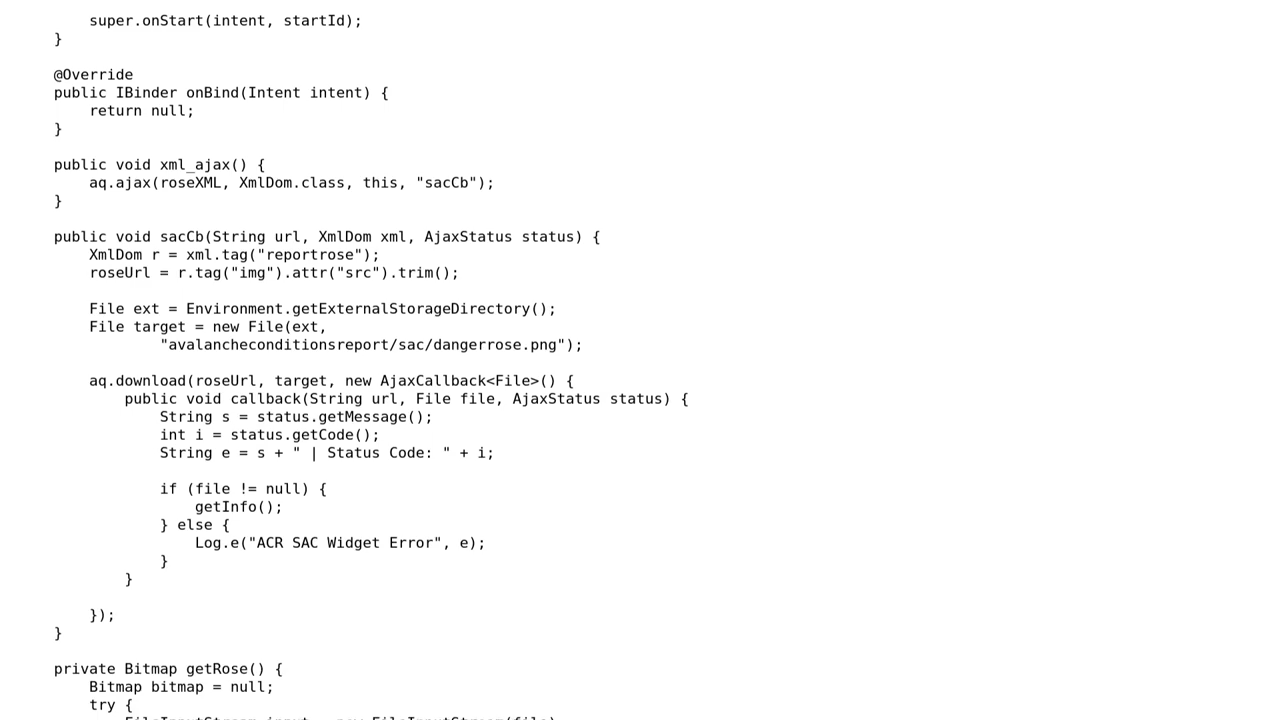 super.onStart(intent, startId);
}
@Override
public IBinder onBind(Intent intent) {
return null;
}
public void xml_ajax() {
aq.ajax(roseXML, XmlDom.class, this, "sacCb");
}
public void sacCb(String url, XmlDom xml, AjaxStatus status) {
XmlDom r = xml.tag("reportrose");
roseUrl = r.tag("img").attr("src").trim();
File ext = Environment.getExternalStorageDirectory();
File target = new File(ext,
"avalancheconditionsreport/sac/dangerrose.png");
aq.download(roseUrl, target, new AjaxCallback<File>() {
public void callback(String url, File file, AjaxStatus status) {
String s = status.getMessage();
int i = status.getCode();
String e = s + " | Status Code: " + i;
if (file != null) {
getInfo();
} else {
Log.e("ACR SAC Widget Error", e);
}
}
});
}
private Bitmap getRose() {
Bitmap bitmap = null;
try {
FileInputStream input = new FileInputStream(file)